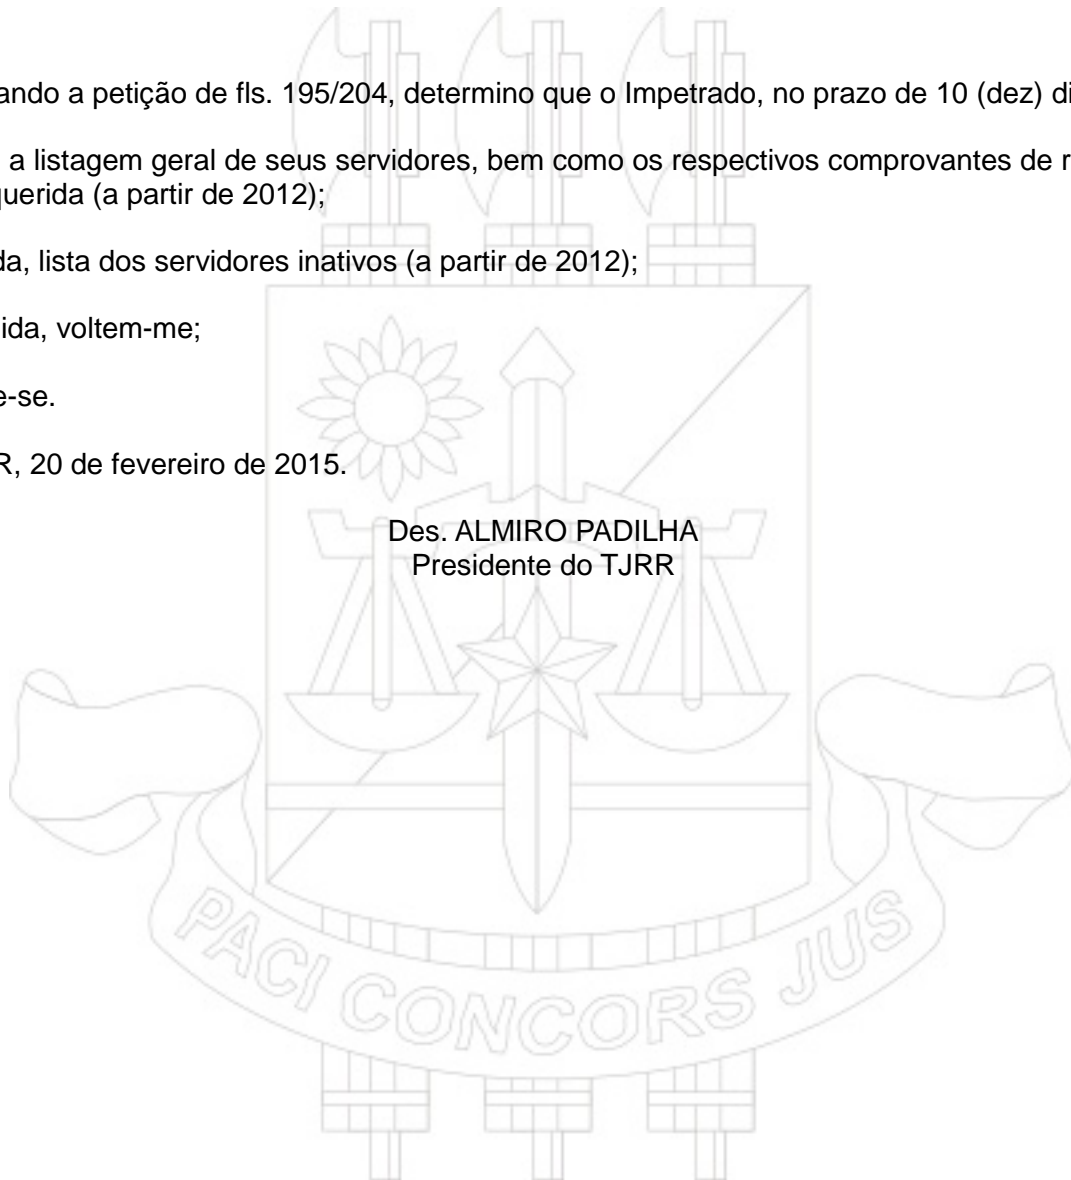 ando a petição de fls. 195/204, determino que o Impetrado, no prazo de 10 (dez) di
a listagem geral de seus servidores, bem como os respectivos comprovantes de r
querida (a partir de 2012);
da, lista dos servidores inativos (a partir de 2012);
ida, voltem-me;
e-se.
R, 20 de fevereiro de 2015.
Des. ALMIRO PADILHA
Presidente do TJRR
PACI CONCORS JUS